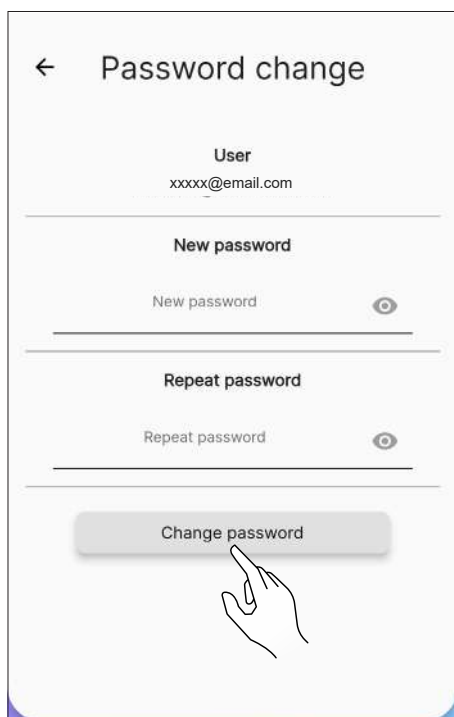 Password change
User
xxxxx@email.com
New password
New password
Repeat password
Repeat password
Change password